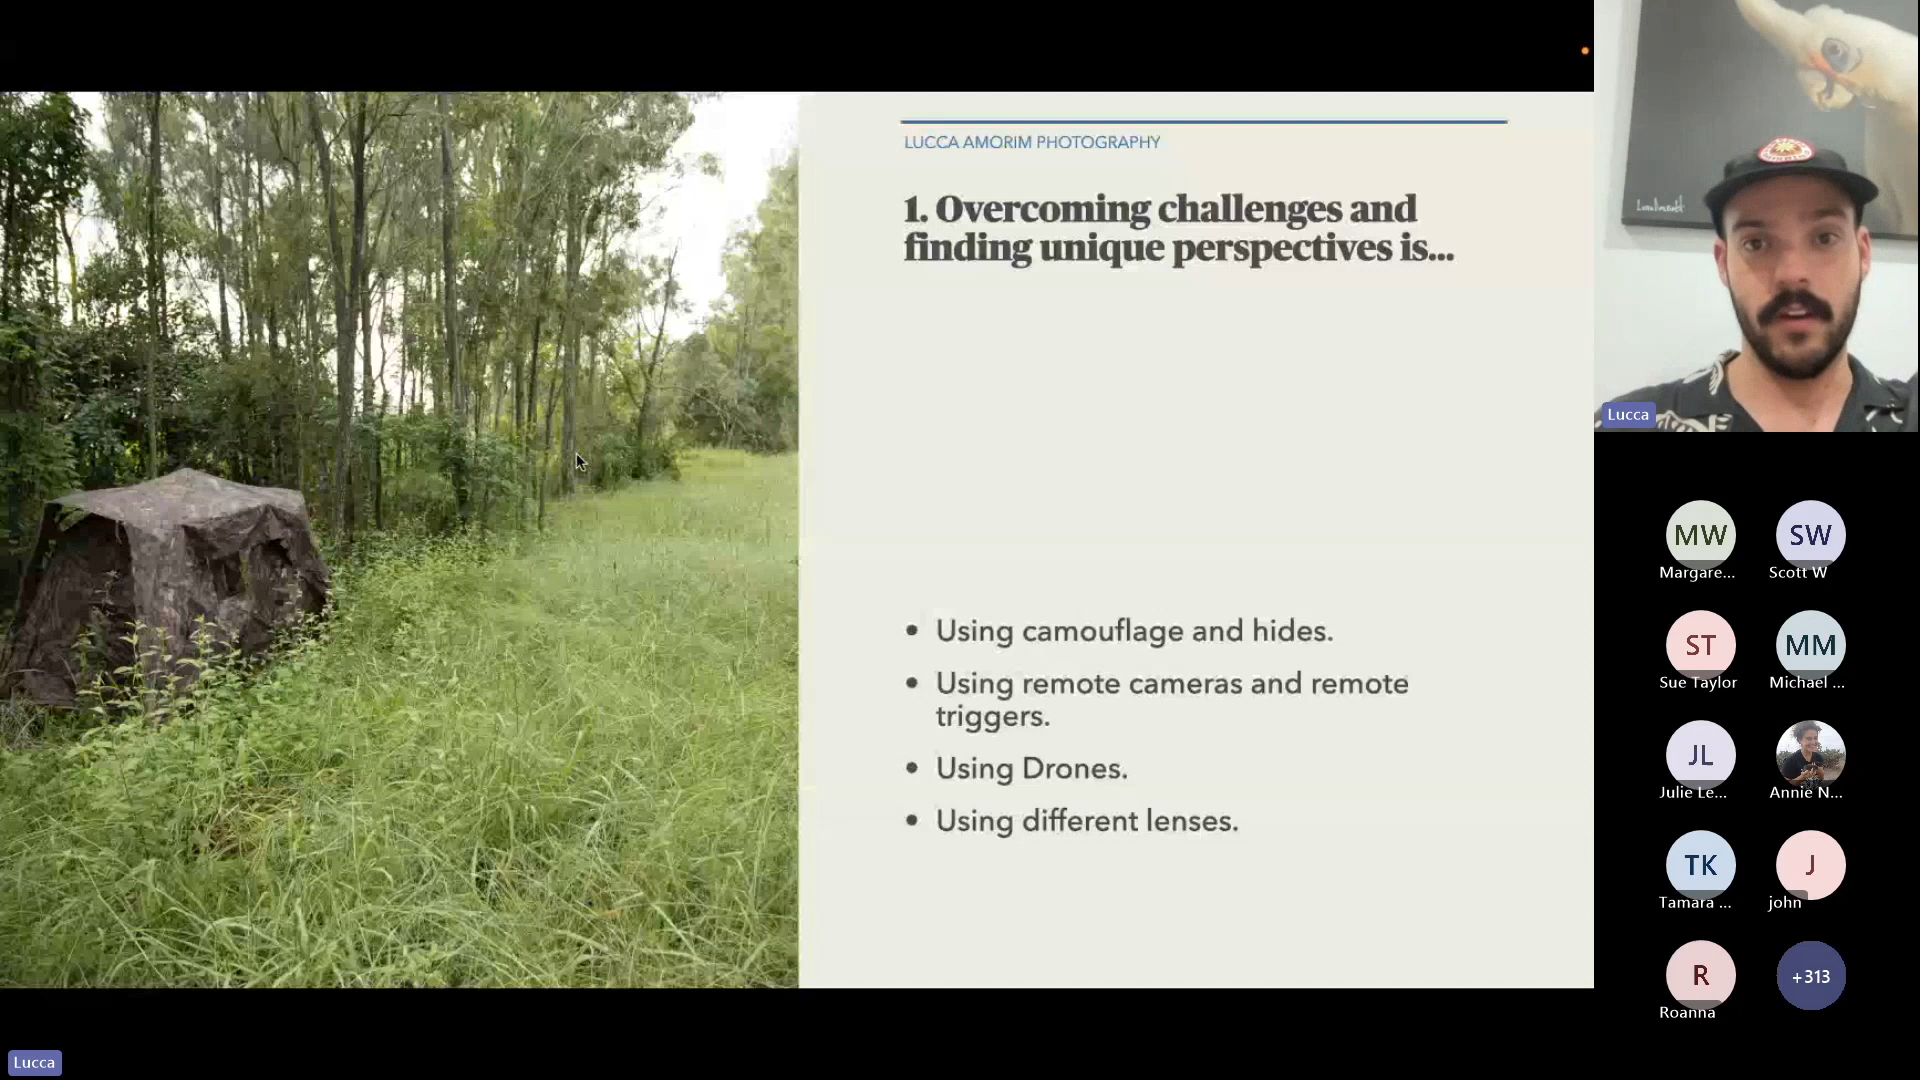 LUCCA AMORIM PHOTOGRAPHY
1. Overcoming challenges and
finding unique perspectives is...
• Using camouflage and hides.
• Using remote cameras and remote
triggers.
• Using Drones.
• Using different lenses.
Lucca
MW
Margare...
SW
Scott W
ST
Sue Taylor
MM
Michael ...
JL
Julie Le...
Annie N...
TK
Tamara ...
J
john
R
Roanna
+313
Lucca